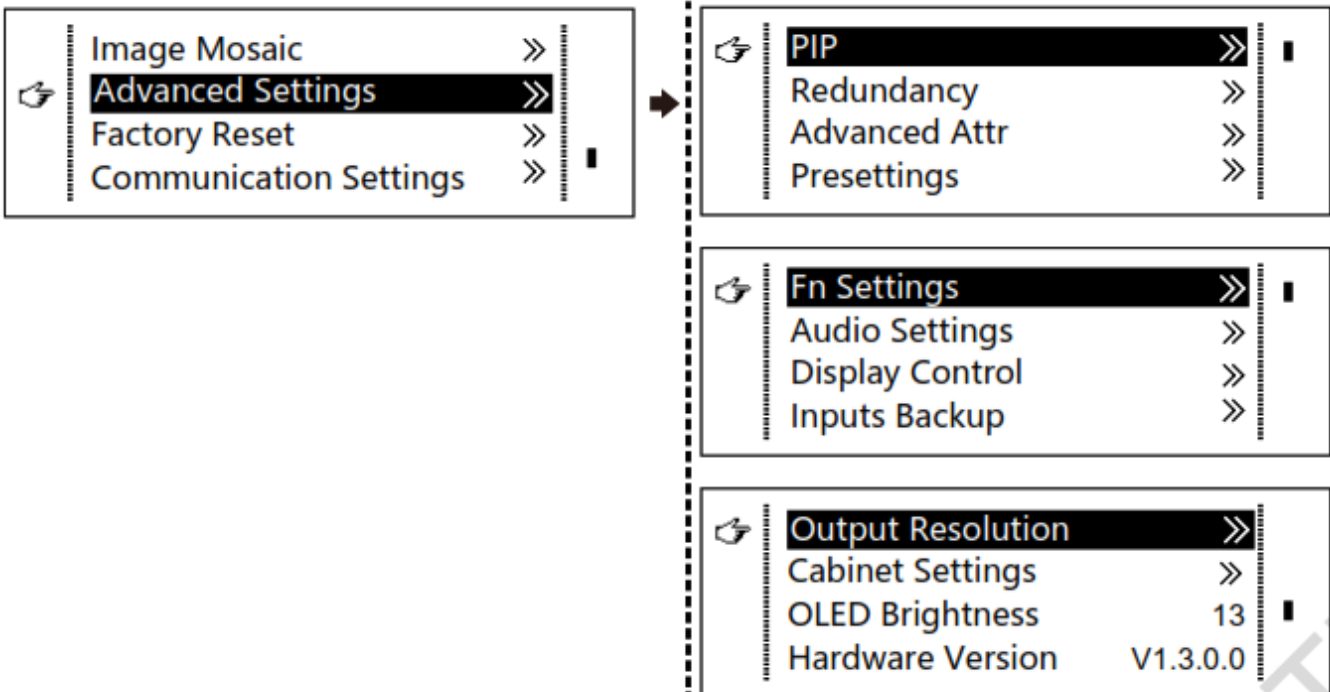 Image Mosaic
Advanced Settings
Factory Reset
Communication Settings
PIP
Redundancy
Advanced Attr
Presettings
Fn Settings
Audio Settings
Display Control
Inputs Backup
Output Resolution
Cabinet Settings
OLED Brightness 13
Hardware Version V1.3.0.0